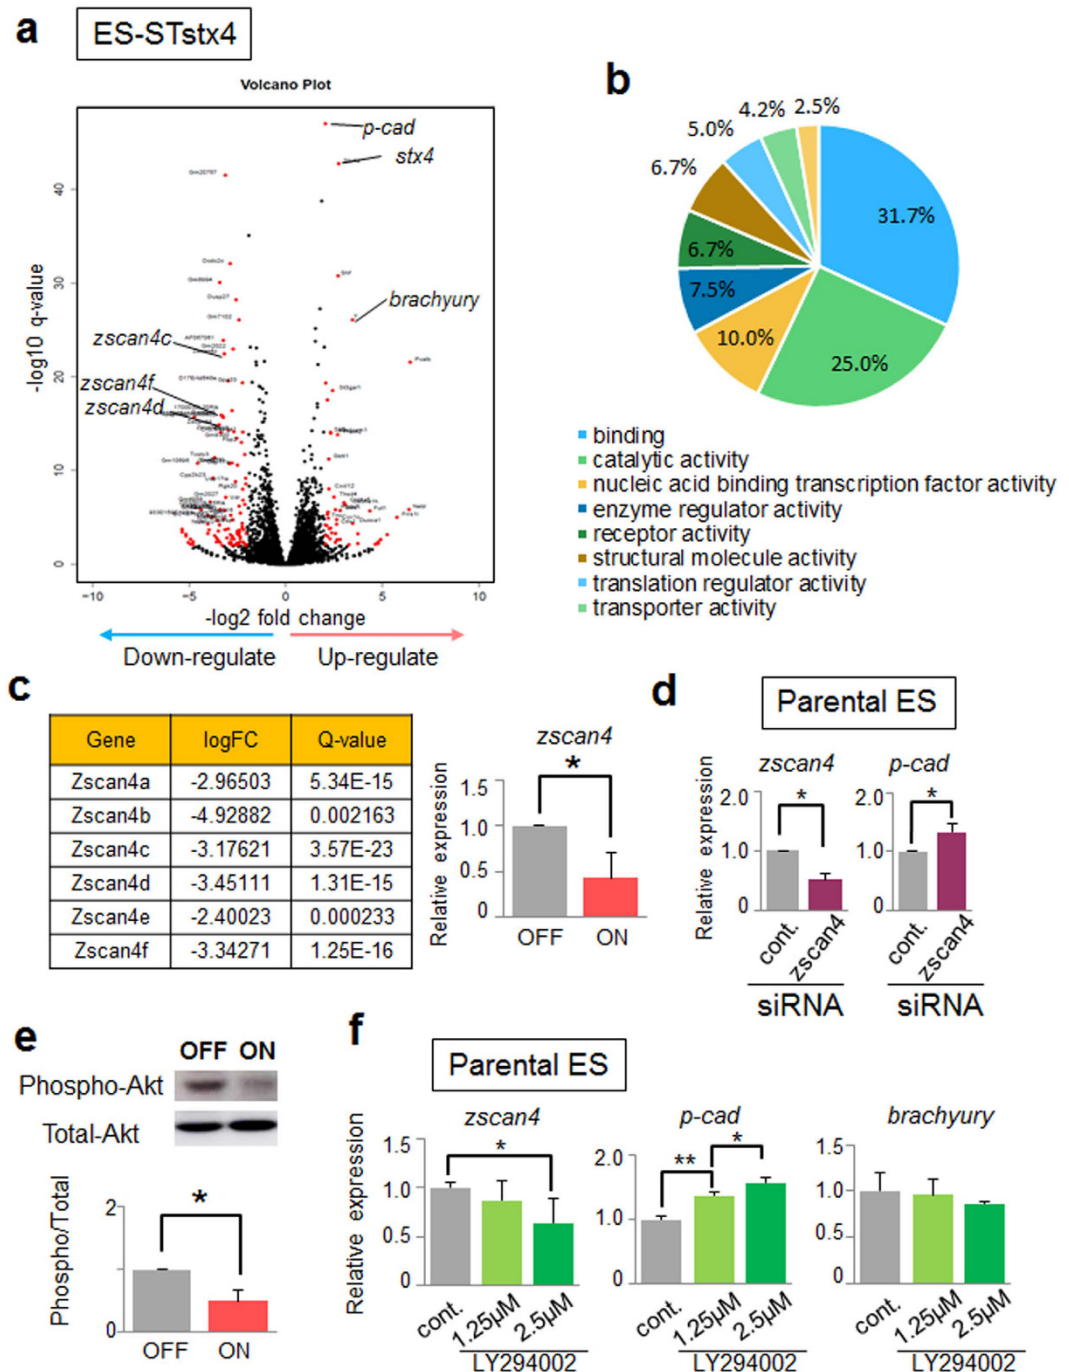 a
ES-STstx4
Volcano Plot
p-cad
stx4
brachyury
zscan4c
zscan4f
zscan4d
Gm20767
Dusp27
Gm7102
-log10 q-value
40
30
20
10
0
-10
-5
0
5
10
-log2 fold change
Down-regulate
Up-regulate
b
31.7%
25.0%
10.0%
7.5%
6.7%
6.7%
5.0%
4.2%
2.5%
binding
catalytic activity
nucleic acid binding transcription factor activity
enzyme regulator activity
receptor activity
structural molecule activity
translation regulator activity
transporter activity
c
Gene logFC Q-value
Zscan4a -2.96503 5.34E-15
Zscan4b -4.92882 0.002163
Zscan4c -3.17621 3.57E-23
Zscan4d -3.45111 1.31E-15
Zscan4e -2.40023 0.000233
Zscan4f -3.34271 1.25E-16
zscan4
*
Relative expression
1.5
1.0
0.5
0
OFF ON
d
Parental ES
zscan4
*
Relative expression
2.0
1.0
0
cont. zscan4
siRNA
p-cad
*
2.0
1.0
0
cont. zscan4
siRNA
e
OFF ON
Phospho-Akt
Total-Akt
*
Phospho/Total
2
1
0
OFF ON
f
Parental ES
zscan4
*
Relative expression
1.5
1.0
0.5
0
cont. 1.25µM 2.5µM
LY294002
p-cad
** *
2.0
1.0
0
cont. 1.25µM 2.5µM
LY294002
brachyury
1.5
1.0
0.5
0
cont. 1.25µM 2.5µM
LY294002